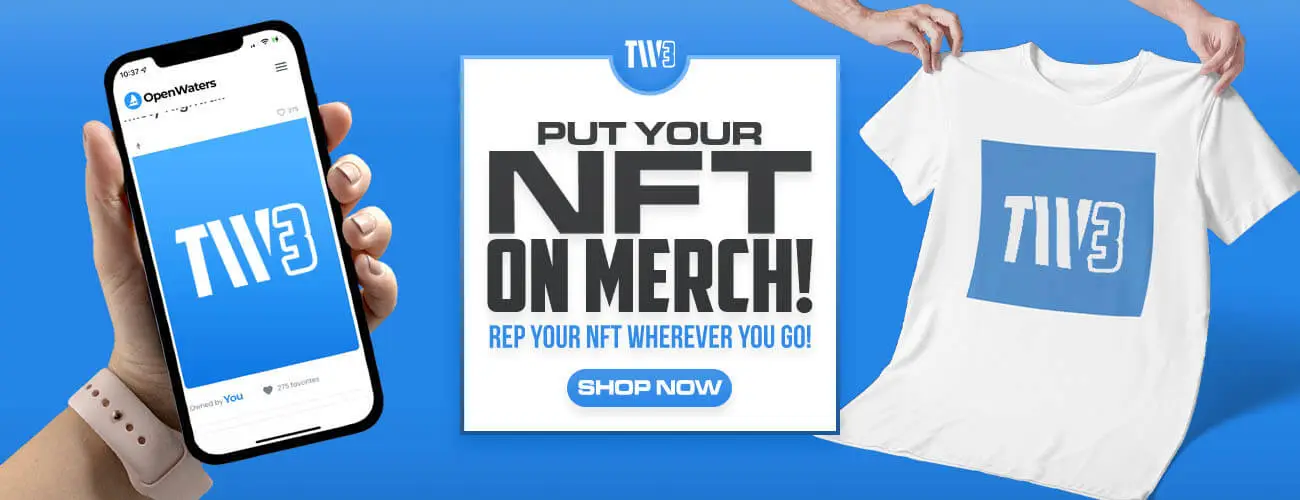 10:37
OpenWaters
275
TW3
Owned by You
275 favorites
TW3
PUT YOUR
NFT
ON MERCH!
REP YOUR NFT WHEREVER YOU GO!
SHOP NOW
TW3